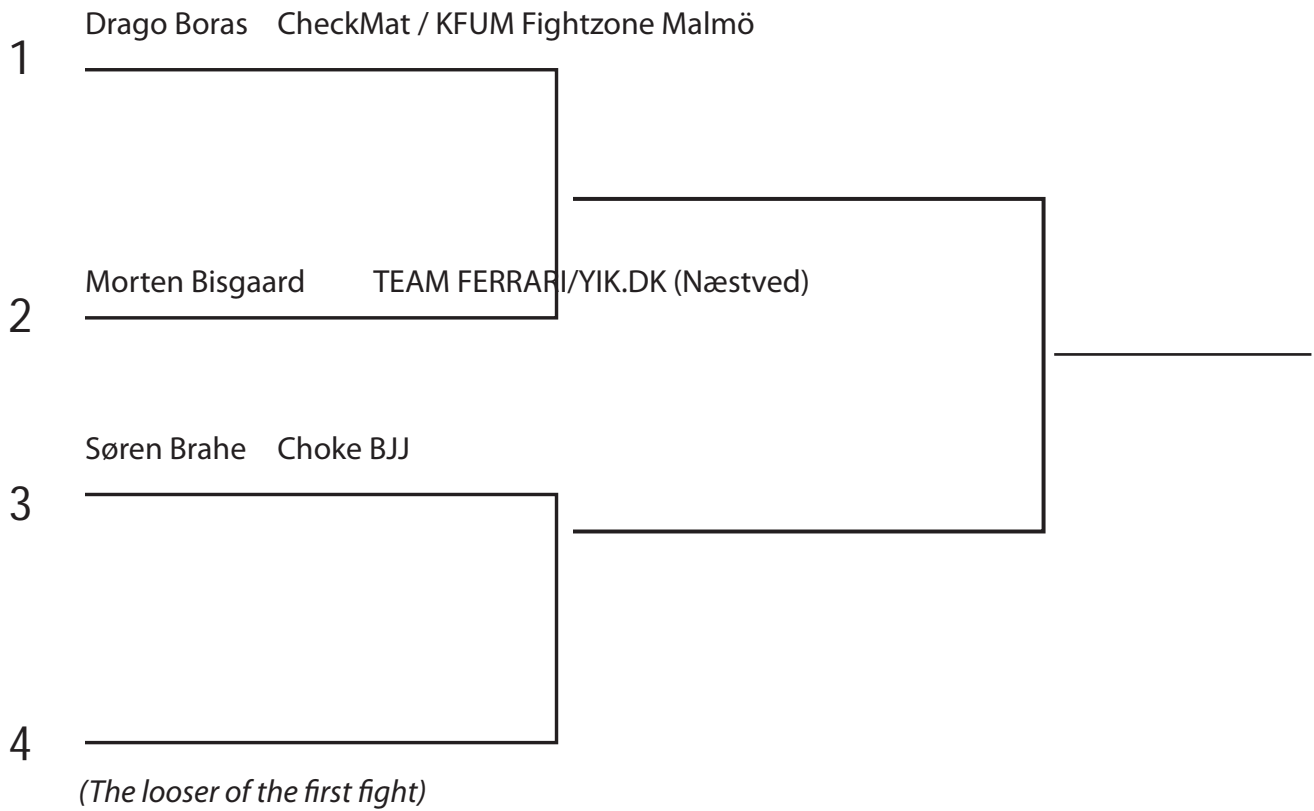 Drago Boras CheckMat / KFUM Fightzone Malmö
1
Morten Bisgaard TEAM FERRARI/YIK.DK (Næstved)
2
Søren Brahe Choke BJJ
3
4
(The looser of the first fight)